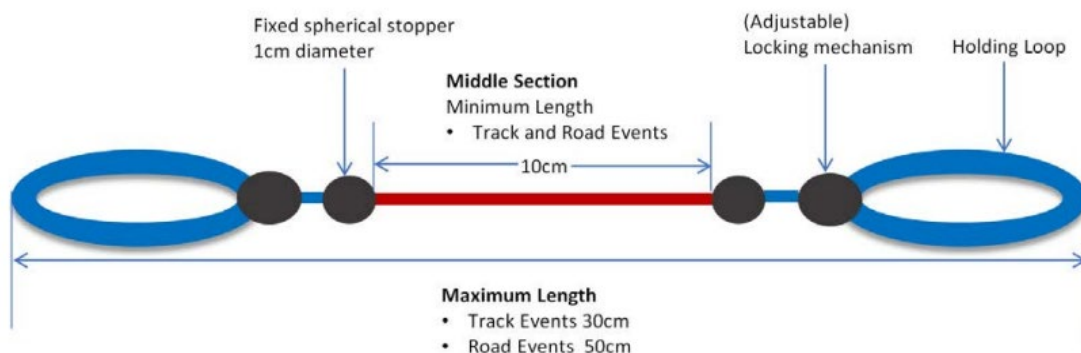 Fixed spherical stopper
1cm diameter
(Adjustable)
Locking mechanism
Holding Loop
Middle Section
Minimum Length
• Track and Road Events
10cm
Maximum Length
• Track Events 30cm
• Road Events 50cm